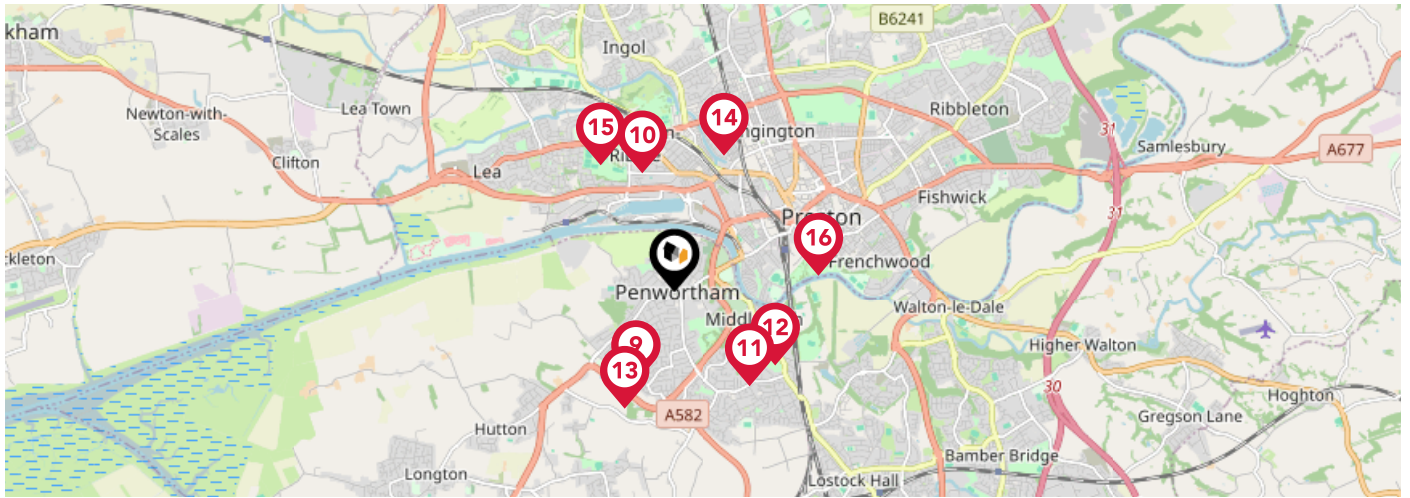 B6241
kham
Ingol
Lea Town
Ribbleton
Newton-with-
Scales
15
10
14
ngington
31
A677
Samlesbury
Clifton
Lea
Fishwick
31
Preston
16
ckleton
Frenchwood
Penwortham
Walton-le-Dale
12
9
11
Higher Walton
13
30
A582
Hoghton
Gregson Lane
Hutton
Bamber Bridge
Longton
Lostock Hall